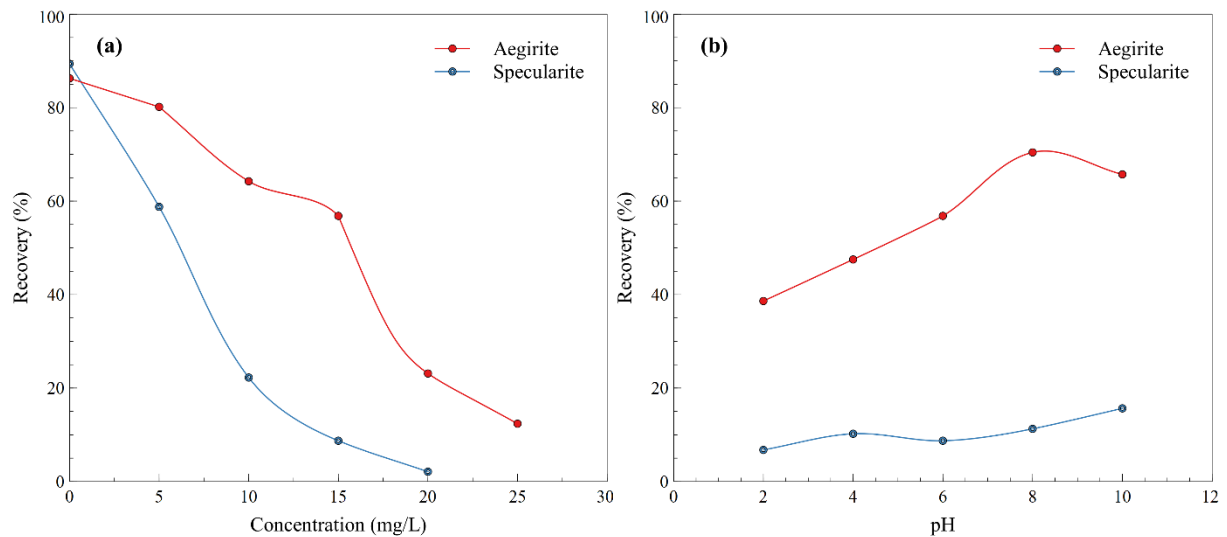 (a)
Aegirite
Specularite
100
80
60
40
20
0
Recovery (%)
0 5 10 15 20 25 30
Concentration (mg/L)
(b)
Aegirite
Specularite
100
80
60
40
20
0
Recovery (%)
0 2 4 6 8 10 12
pH